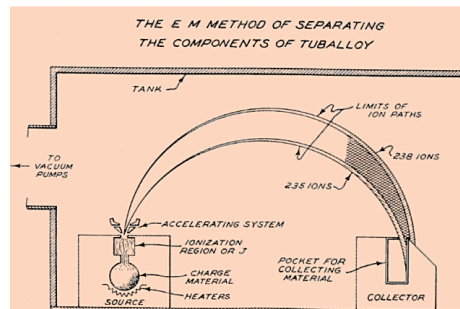 THE E M METHOD OF SEPARATING
THE COMPONENTS OF TUBALLOY
TANK
LIMITS OF
ION PATHS
238 IONS
235 IONS
TO
VACUUM
PUMPS
ACCELERATING SYSTEM
IONIZATION
REGION OR J
CHARGE
MATERIAL
HEATERS
SOURCE
POCKET FOR
COLLECTING
MATERIAL
COLLECTOR